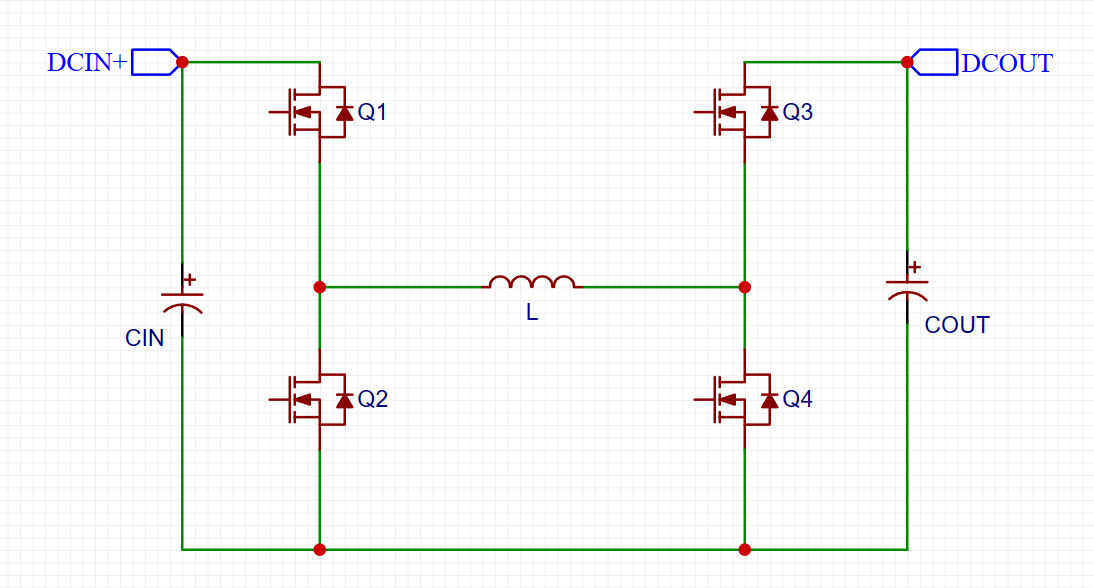 DCIN+
DCOUT
Q1
Q3
+
+
L
CIN
COUT
Q2
Q4